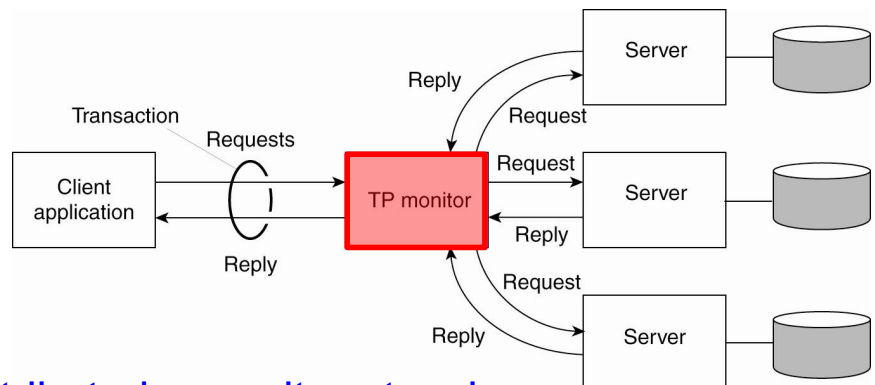 Server
Reply
Transaction
Request
Requests
Request
Client
application
TP monitor
Server
Reply
Reply
Request
Reply
Server